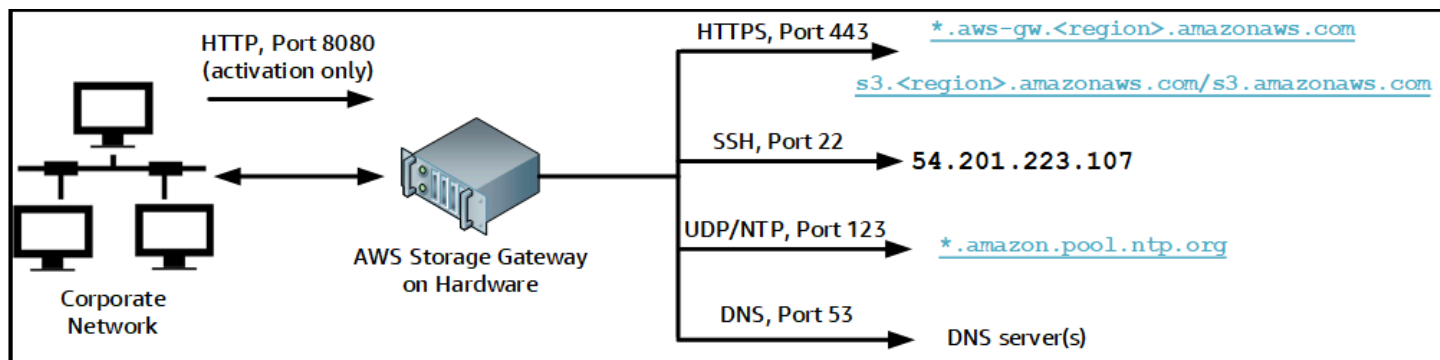 HTTP, Port 8080
(activation only)
Corporate
Network
AWS Storage Gateway
on Hardware
HTTPS, Port 443
*.aws-gw.<region>.amazonaws.com
s3.<region>.amazonaws.com/s3.amazonaws.com
SSH, Port 22
54.201.223.107
UDP/NTP, Port 123
*.amazon.pool.ntp.org
DNS, Port 53
DNS server(s)